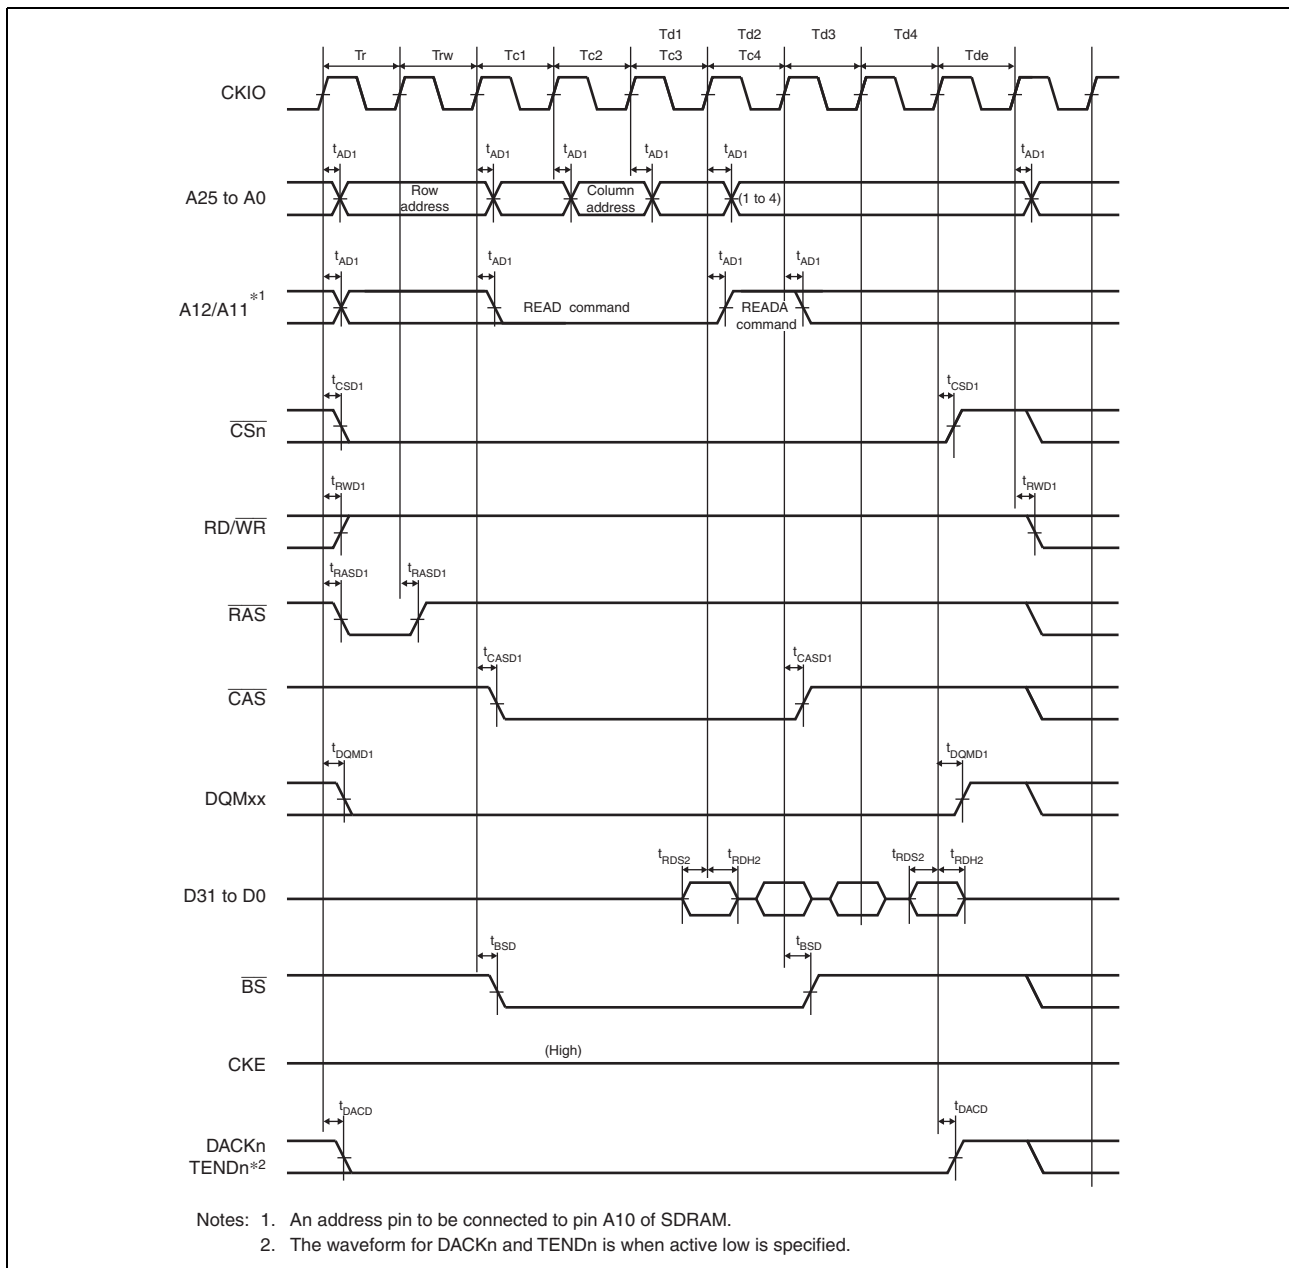 Td1 Td2 Td3 Td4
Tr Trw Tc1 Tc2 Tc3 Tc4 Tde
CKIO
tAD1 tAD1 tAD1 tAD1 tAD1 tAD1
A25 to A0
Row address
Column address
(1 to 4)
tAD1 tAD1 tAD1 tAD1
A12/A11*1
READ command
READA command
tCSD1 tCSD1
CSn
tRWD1 tRWD1
RD/WR
tRASD1 tRASD1
RAS
tCASD1 tCASD1
CAS
tDQMD1 tDQMD1
DQMxx
tRDS2 tRDH2 tRDS2 tRDH2
D31 to D0
tBSD tBSD
BS
(High)
CKE
tDACD tDACD
DACKn
TENDn*2
Notes: 1. An address pin to be connected to pin A10 of SDRAM.
2. The waveform for DACKn and TENDn is when active low is specified.